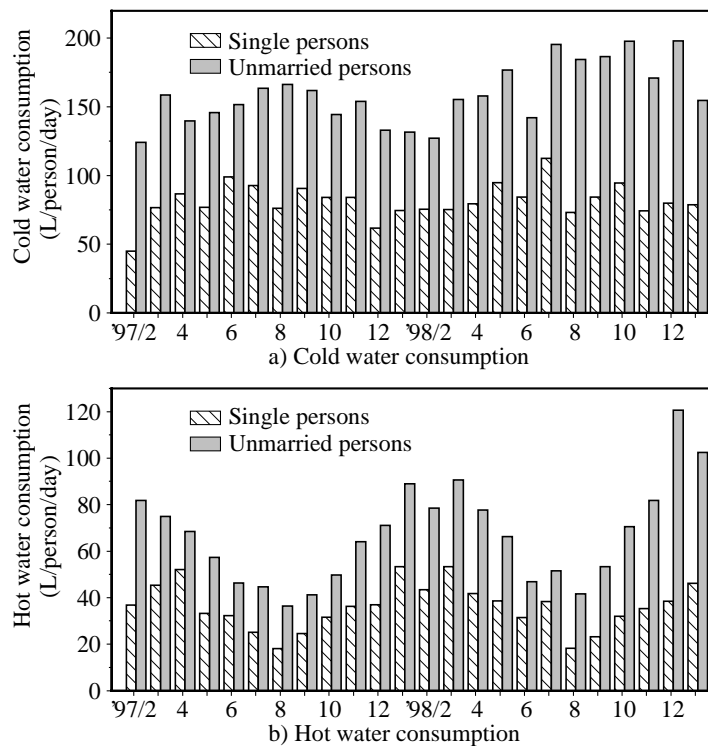 200
150
100
50
0
Cold water consumption
(L/person/day)
Single persons
Unmarried persons
'97/2 4 6 8 10 12 '98/2 4 6 8 10 12
a) Cold water consumption
120
100
80
60
40
20
0
Hot water consumption
(L/person/day)
Single persons
Unmarried persons
'97/2 4 6 8 10 12 '98/2 4 6 8 10 12
b) Hot water consumption